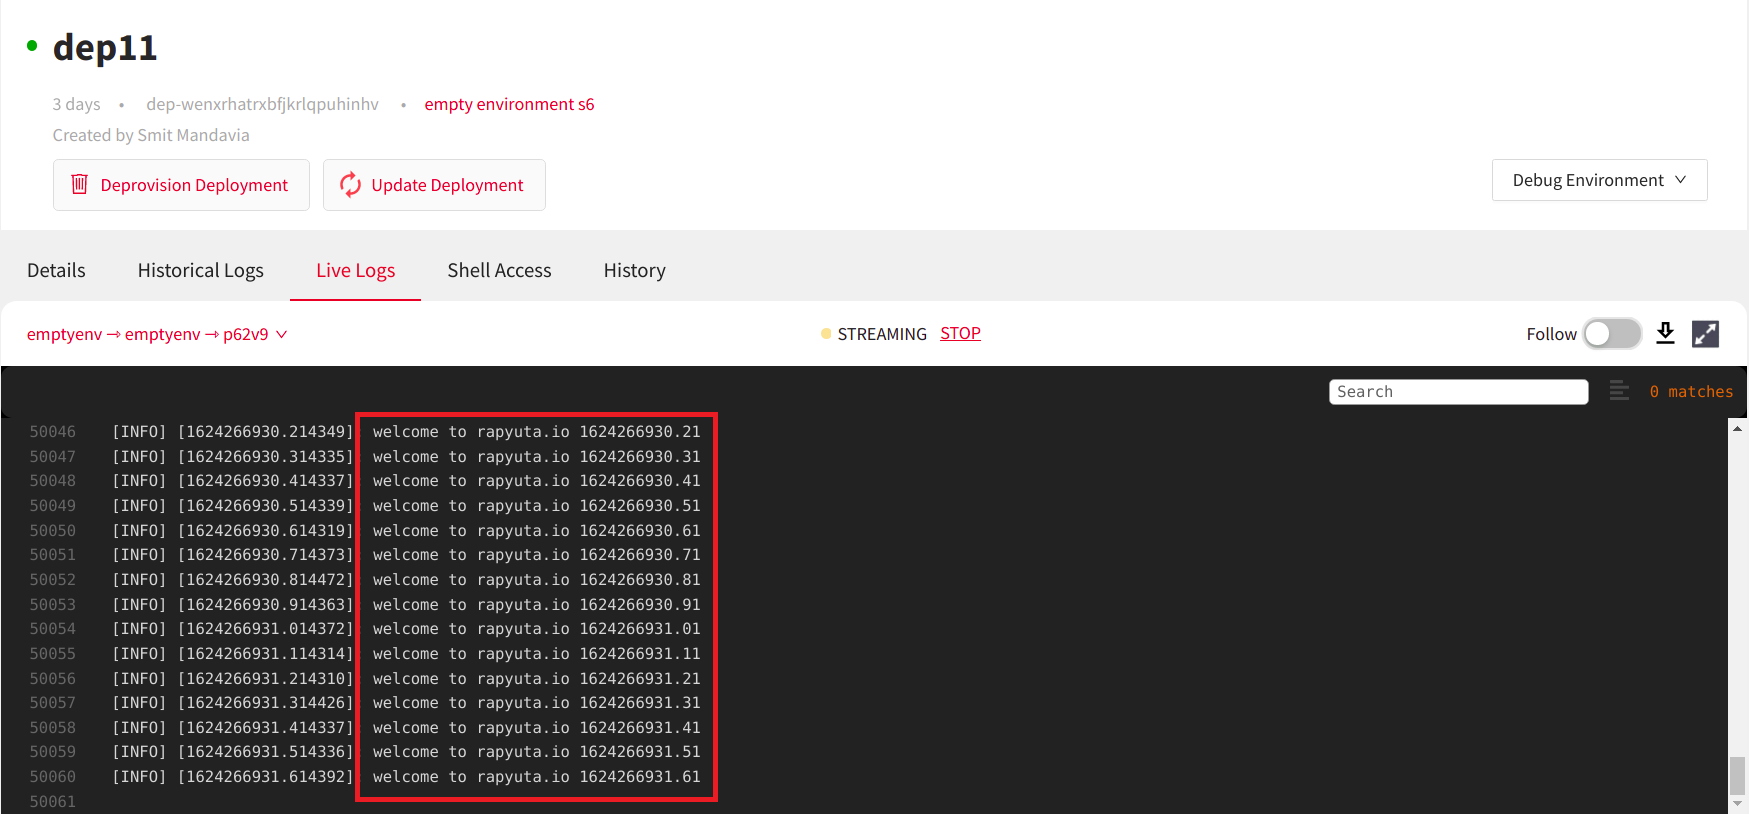 dep11
3 days • dep-wenxrhatrxbfjkrlqpuhinhv • empty environment s6
Created by Smit Mandavia
Deprovision Deployment Update Deployment Debug Environment
Details Historical Logs Live Logs Shell Access History
emptyenv → emptyenv → p62v9 STREAMING STOP Follow
Search 0 matches
50046 [INFO] [1624266930.214349]: welcome to rapyuta.io 1624266930.21
50047 [INFO] [1624266930.314335]: welcome to rapyuta.io 1624266930.31
50048 [INFO] [1624266930.414337]: welcome to rapyuta.io 1624266930.41
50049 [INFO] [1624266930.514339]: welcome to rapyuta.io 1624266930.51
50050 [INFO] [1624266930.614319]: welcome to rapyuta.io 1624266930.61
50051 [INFO] [1624266930.714373]: welcome to rapyuta.io 1624266930.71
50052 [INFO] [1624266930.814472]: welcome to rapyuta.io 1624266930.81
50053 [INFO] [1624266930.914363]: welcome to rapyuta.io 1624266930.91
50054 [INFO] [1624266931.014372]: welcome to rapyuta.io 1624266931.01
50055 [INFO] [1624266931.114314]: welcome to rapyuta.io 1624266931.11
50056 [INFO] [1624266931.214310]: welcome to rapyuta.io 1624266931.21
50057 [INFO] [1624266931.314426]: welcome to rapyuta.io 1624266931.31
50058 [INFO] [1624266931.414337]: welcome to rapyuta.io 1624266931.41
50059 [INFO] [1624266931.514336]: welcome to rapyuta.io 1624266931.51
50060 [INFO] [1624266931.614392]: welcome to rapyuta.io 1624266931.61
50061